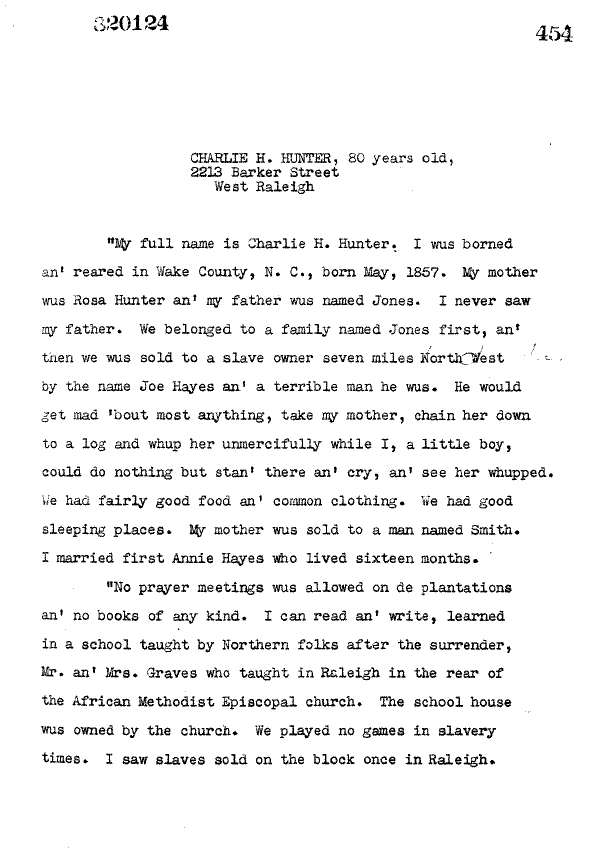 320124
454
CHARLIE H. HUNTER, 80 years old,
2213 Barker Street
West Raleigh
"My full name is Charlie H. Hunter. I wus borned
an' reared in Wake County, N. C., born May, 1857. My mother
wus Rosa Hunter an' my father wus named Jones. I never saw
my father. We belonged to a family named Jones first, an'
then we wus sold to a slave owner seven miles North West
by the name Joe Hayes an' a terrible man he wus. He would
get mad 'bout most anything, take my mother, chain her down
to a log and whup her unmercifully while I, a little boy,
could do nothing but stan' there an' cry, an' see her whupped.
We had fairly good food an' common clothing. We had good
sleeping places. My mother wus sold to a man named Smith.
I married first Annie Hayes who lived sixteen months.
"No prayer meetings wus allowed on de plantations
an' no books of any kind. I can read an' write, learned
in a school taught by Northern folks after the surrender,
Mr. an' Mrs. Graves who taught in Raleigh in the rear of
the African Methodist Episcopal church. The school house
wus owned by the church. We played no games in slavery
times. I saw slaves sold on the block once in Raleigh.